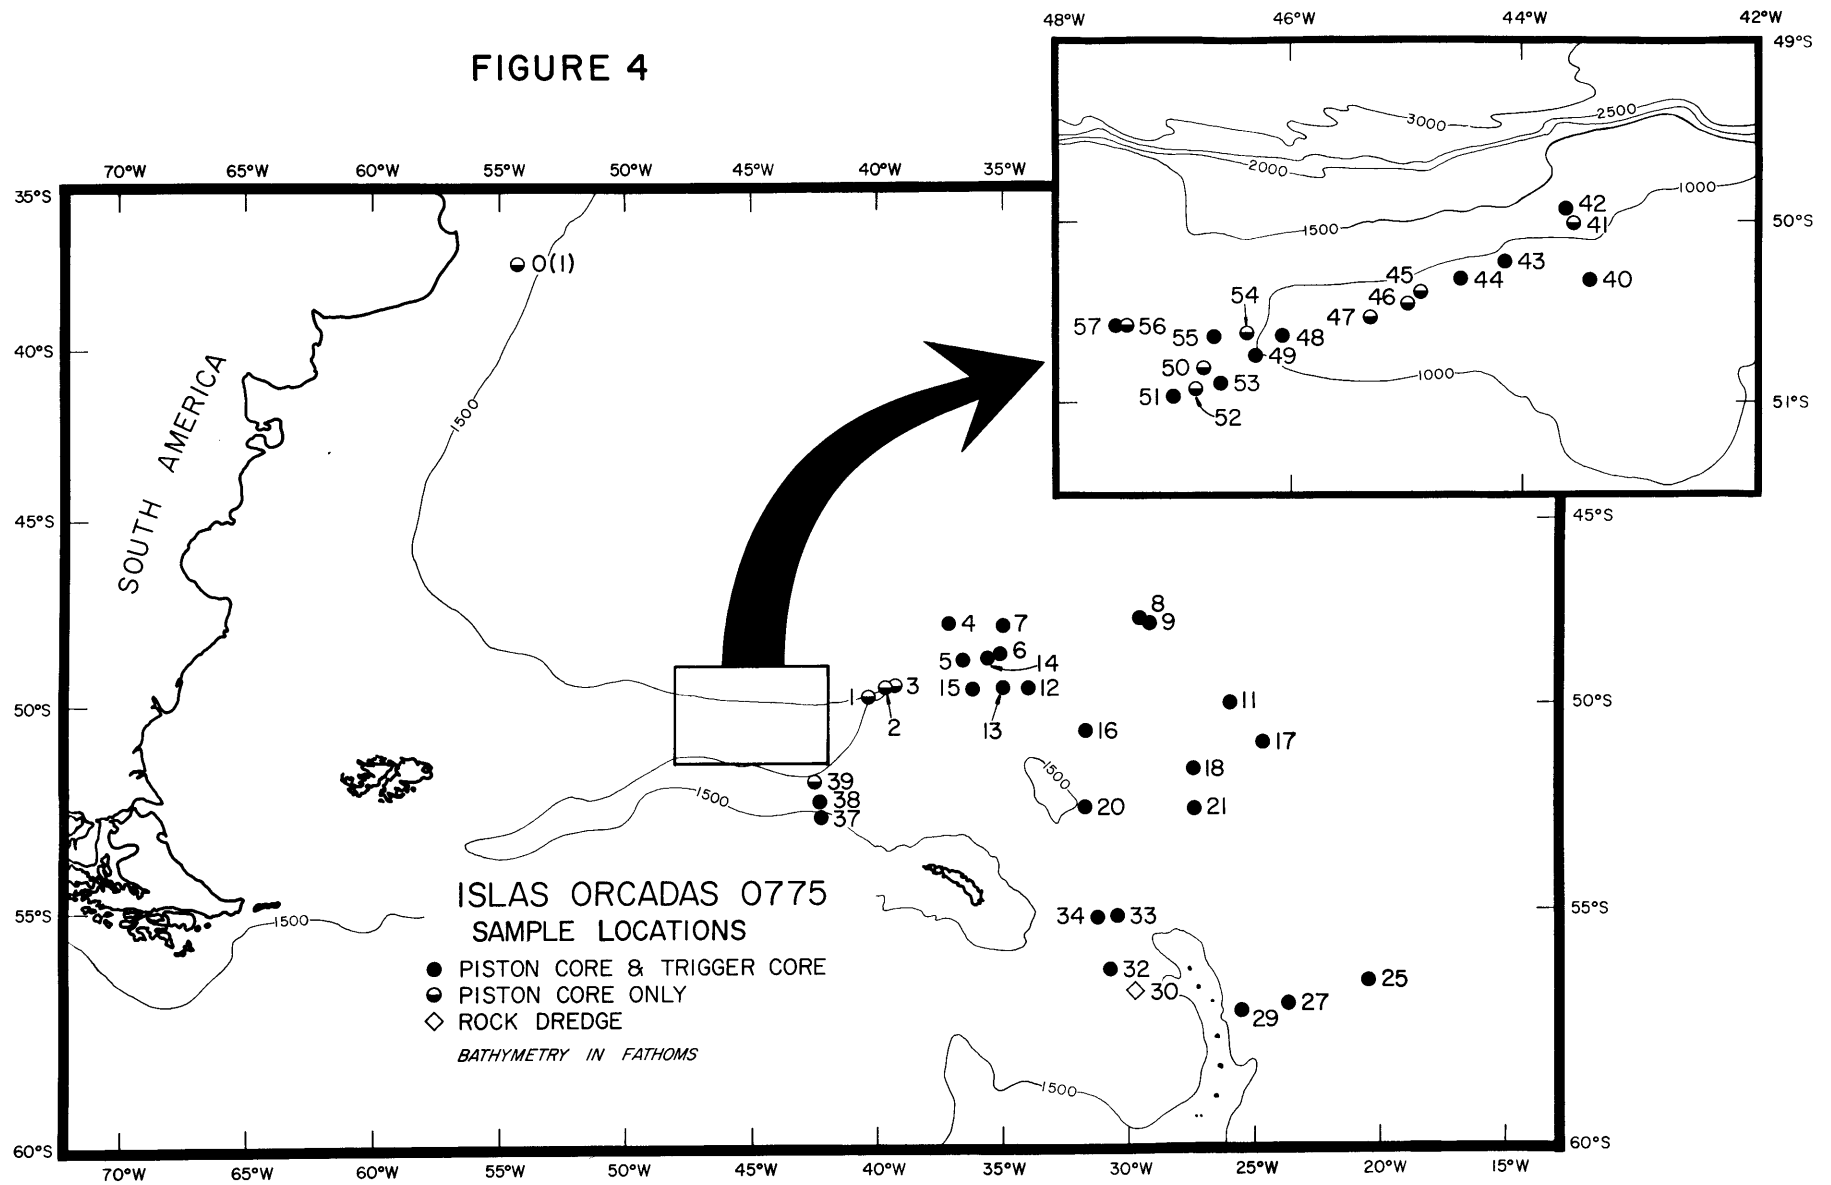 FIGURE 4
48°W 46°W 44°W 42°W
49°S
3000
2500
2000
1000
42
1500
41
50°S
43
45
44
40
54
46
47
57
56
55
48
49
50
53
1000
51
52
51°S
70°W 65°W 60°W 55°W 50°W 45°W 40°W 35°W
35°S
0(1)
40°S
SOUTH AMERICA
1500
45°S
45°S
8
4
7
9
6
5
14
15
12
3
1
11
50°S
50°S
2
13
16
17
18
1500
39
1500
38
20
21
37
ISLAS ORCADAS 0775
SAMPLE LOCATIONS
PISTON CORE & TRIGGER CORE
PISTON CORE ONLY
ROCK DREDGE
BATHYMETRY IN FATHOMS
55°S
1500
34
33
55°S
32
30
25
27
29
1500
60°S
60°S
70°W 65°W 60°W 55°W 50°W 45°W 40°W 35°W 30°W 25°W 20°W 15°W